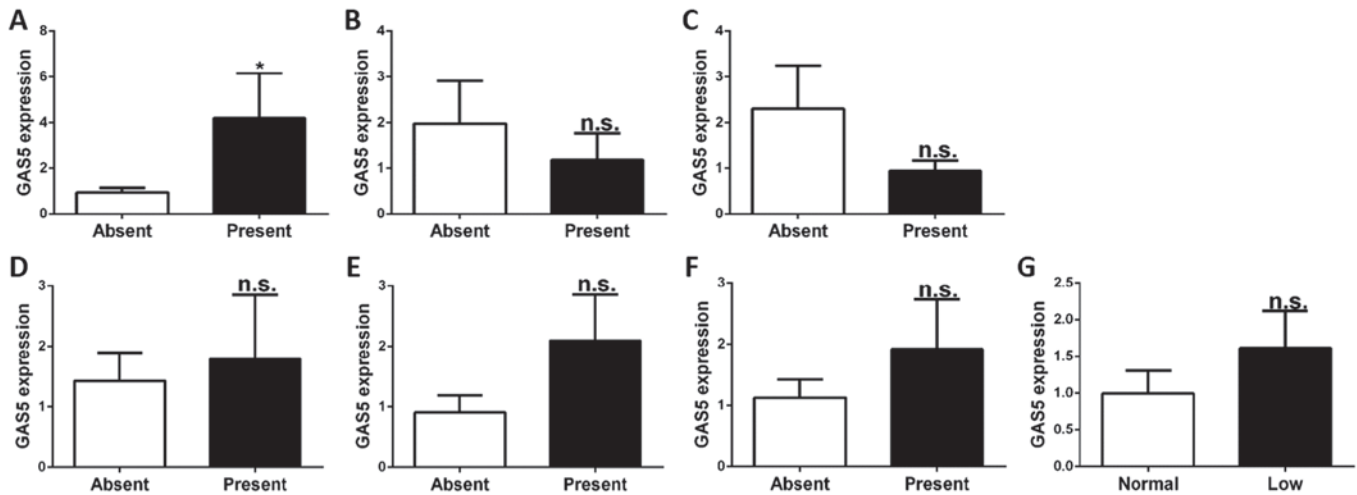 A
GAS5 expression
8
6
4
2
0
*
Absent Present
B
GAS5 expression
4
3
2
1
0
n.s.
Absent Present
C
GAS5 expression
4
3
2
1
0
n.s.
Absent Present
D
GAS5 expression
3
2
1
0
n.s.
Absent Present
E
GAS5 expression
3
2
1
0
n.s.
Absent Present
F
GAS5 expression
3
2
1
0
n.s.
Absent Present
G
GAS5 expression
2.5
2.0
1.5
1.0
0.5
0.0
n.s.
Normal Low